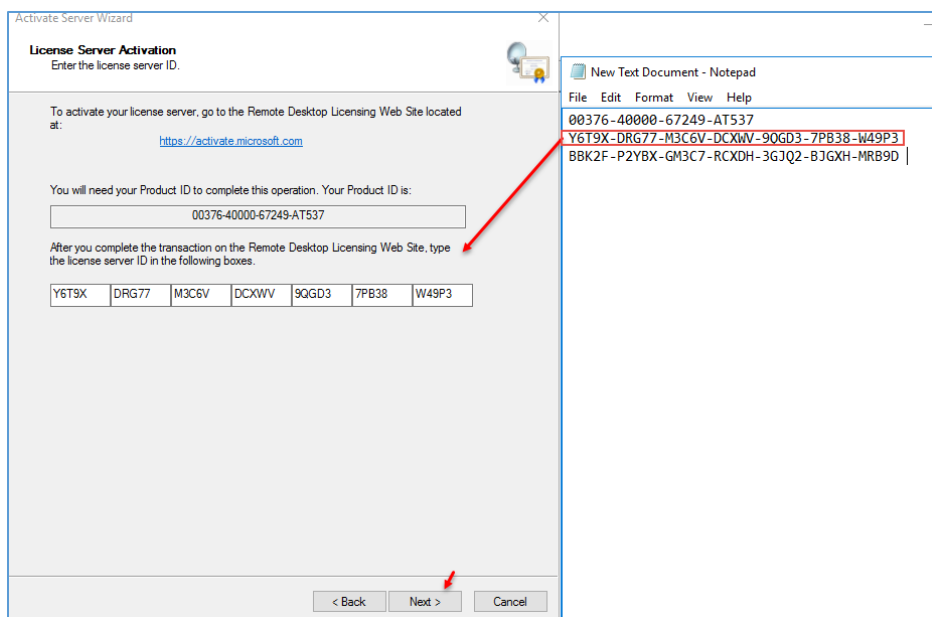 Activate Server Wizard
License Server Activation
Enter the license server ID.
To activate your license server, go to the Remote Desktop Licensing Web Site located
at:
https://activate.microsoft.com
You will need your Product ID to complete this operation. Your Product ID is:
00376-40000-67249-AT537
After you complete the transaction on the Remote Desktop Licensing Web Site, type
the license server ID in the following boxes.
Y6T9X DRG77 M3C6V DCXWV 9QGD3 7PB38 W49P3
< Back Next > Cancel
New Text Document - Notepad
File Edit Format View Help
00376-40000-67249-AT537
Y6T9X-DRG77-M3C6V-DCXWV-9QGD3-7PB38-W49P3
BBK2F-P2YBX-GM3C7-RCXDH-3GJQ2-BJGXH-MRB9D